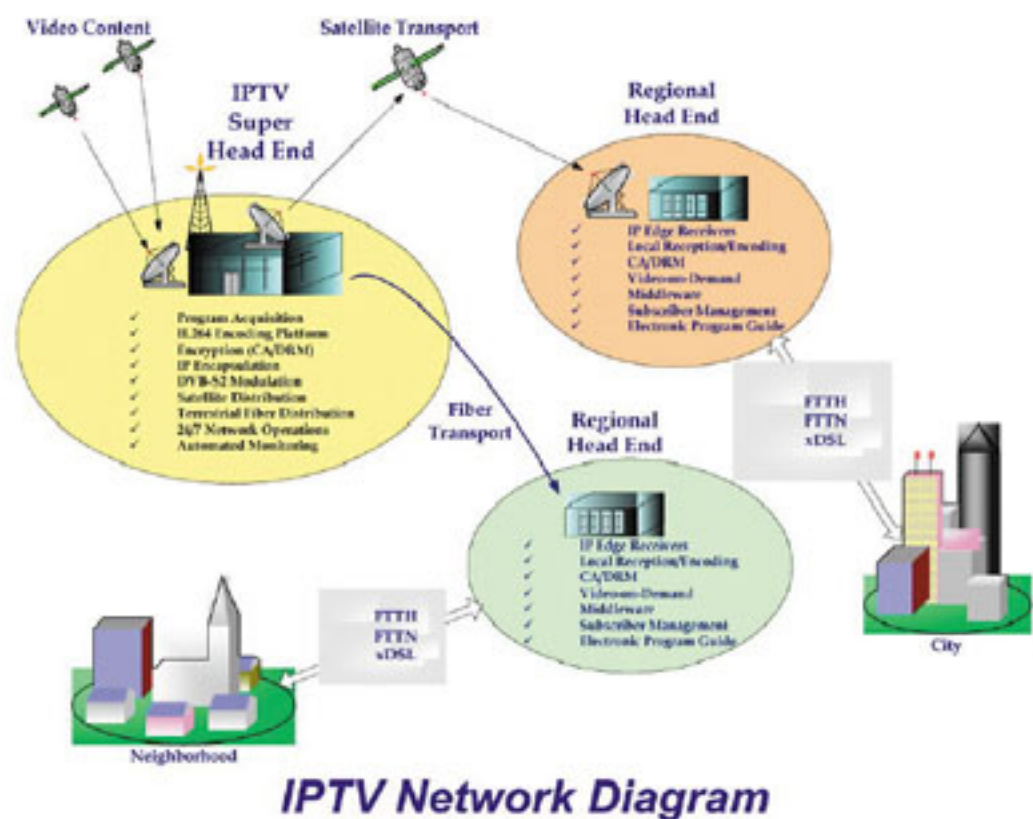 Video Content
Satellite Transport
IPTV
Super
Head End
Regional
Head End
IP Edge Receivers
Local Reception/Encoding
CA/DRM
Videoon-Demand
Middleware
Subscriber Management
Electronic Program Guide
Program Acquisition
H.264 Encoding Platform
Encryption (CA/DRM)
IP Encapsulation
DVB-S2 Modulation
Satellite Distribution
Terrestrial Fiber Distribution
24/7 Network Operations
Automated Monitoring
Fiber
Transport
FTTH
FTTN
xDSL
Regional
Head End
IP Edge Receivers
Local Reception/Encoding
CA/DRM
Videoon-Demand
Middleware
Subscriber Management
Electronic Program Guide
FTTH
FTTN
xDSL
City
Neighborhood
IPTV Network Diagram